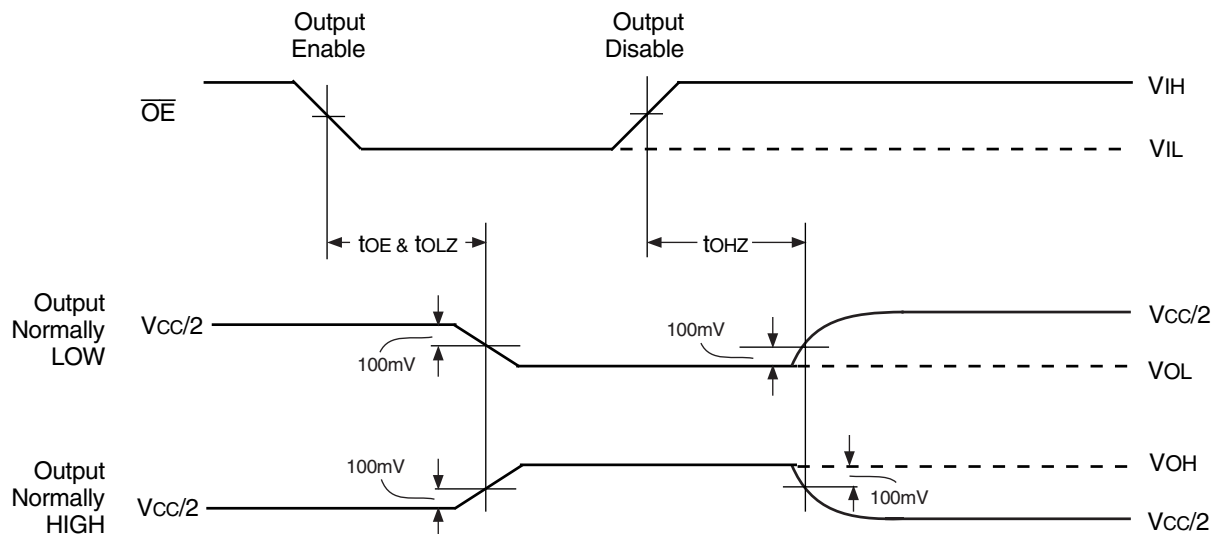 Output
Enable
Output
Disable
OE
VIH
VIL
tOE & tOLZ
tOHZ
Output
Normally
LOW
VCC/2
100mV
100mV
VCC/2
VOL
Output
Normally
HIGH
100mV
VCC/2
VOH
100mV
VCC/2